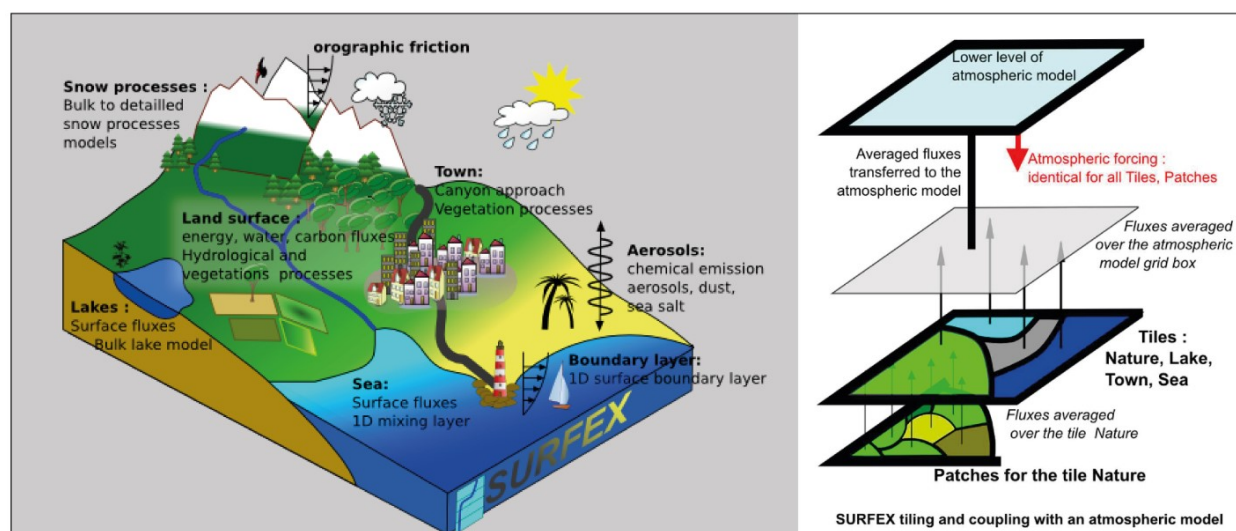 orographic friction
Snow processes :
Bulk to detailled
snow processes
models
Town:
Canyon approach
Vegetation processes
Land surface :
energy, water, carbon fluxes
Hydrological and
vegetations processes
Aerosols:
chemical emission
aerosols, dust,
sea salt
Lakes :
Surface fluxes
Bulk lake model
Boundary layer:
1D surface boundary layer
Sea:
Surface fluxes
1D mixing layer
SURFEX
Lower level of
atmospheric model
Averaged fluxes
transferred to the
atmospheric model
Atmospheric forcing :
identical for all Tiles, Patches
Fluxes averaged
over the atmospheric
model grid box
Tiles :
Nature, Lake,
Town, Sea
Fluxes averaged
over the tile Nature
Patches for the tile Nature
SURFEX tiling and coupling with an atmospheric model